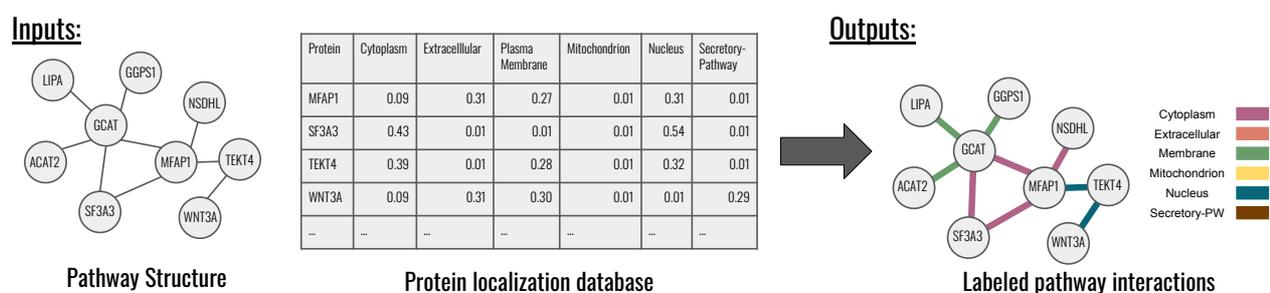 Inputs:
LIPA
GGPS1
NSDHL
GCAT
ACAT2
MFAP1
TEKT4
SF3A3
WNT3A
Pathway Structure
Protein Cytoplasm Extracelllular Plasma Membrane Mitochondrion Nucleus Secretory-Pathway
MFAP1 0.09 0.31 0.27 0.01 0.31 0.01
SF3A3 0.43 0.01 0.01 0.01 0.54 0.01
TEKT4 0.39 0.01 0.28 0.01 0.32 0.01
WNT3A 0.09 0.31 0.30 0.01 0.01 0.29
... ... ... ... ... ... ...
Protein localization database
Outputs:
LIPA
GGPS1
NSDHL
GCAT
ACAT2
MFAP1
TEKT4
SF3A3
WNT3A
Cytoplasm
Extracellular
Membrane
Mitochondrion
Nucleus
Secretory-PW
Labeled pathway interactions